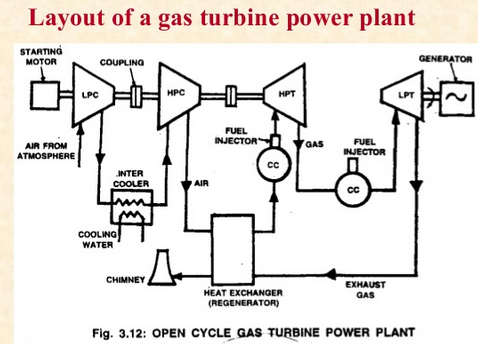 Layout of a gas turbine power plant
STARTING
MOTOR
COUPLING
GENERATOR
LPC
HPC
HPT
LPT
AIR FROM
ATMOSPHERE
FUEL
INJECTOR
GAS
FUEL
INJECTOR
INTER
COOLER
AIR
CC
CC
COOLING
WATER
CHIMNEY
HEAT EXCHANGER
(REGENERATOR)
EXHAUST
GAS
Fig. 3.12: OPEN CYCLE GAS TURBINE POWER PLANT